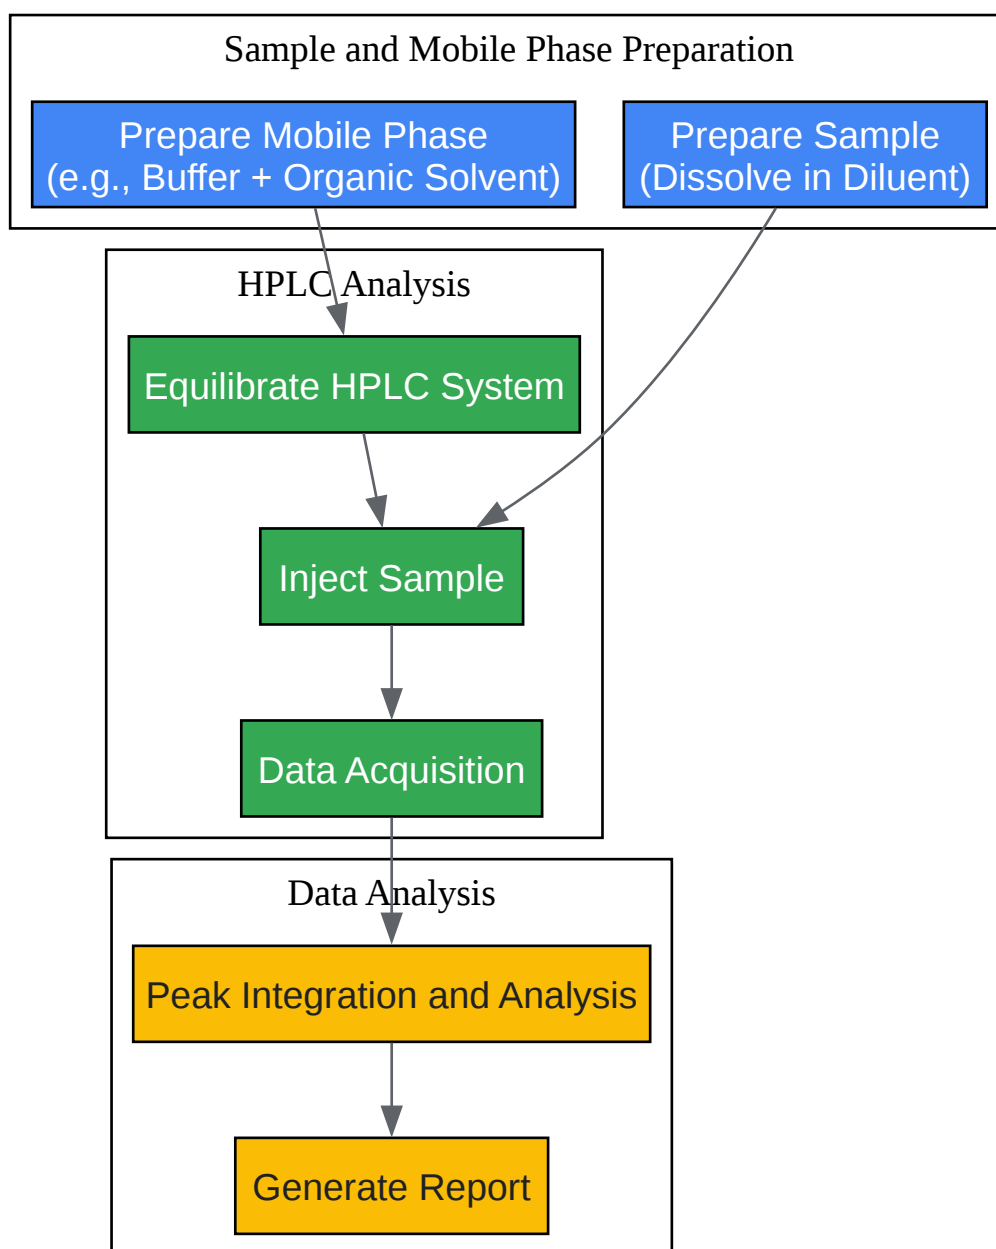 Sample and Mobile Phase Preparation
Prepare Mobile Phase
(e.g., Buffer + Organic Solvent)
Prepare Sample
(Dissolve in Diluent)
HPLC Analysis
Equilibrate HPLC System
Inject Sample
Data Acquisition
Data Analysis
Peak Integration and Analysis
Generate Report